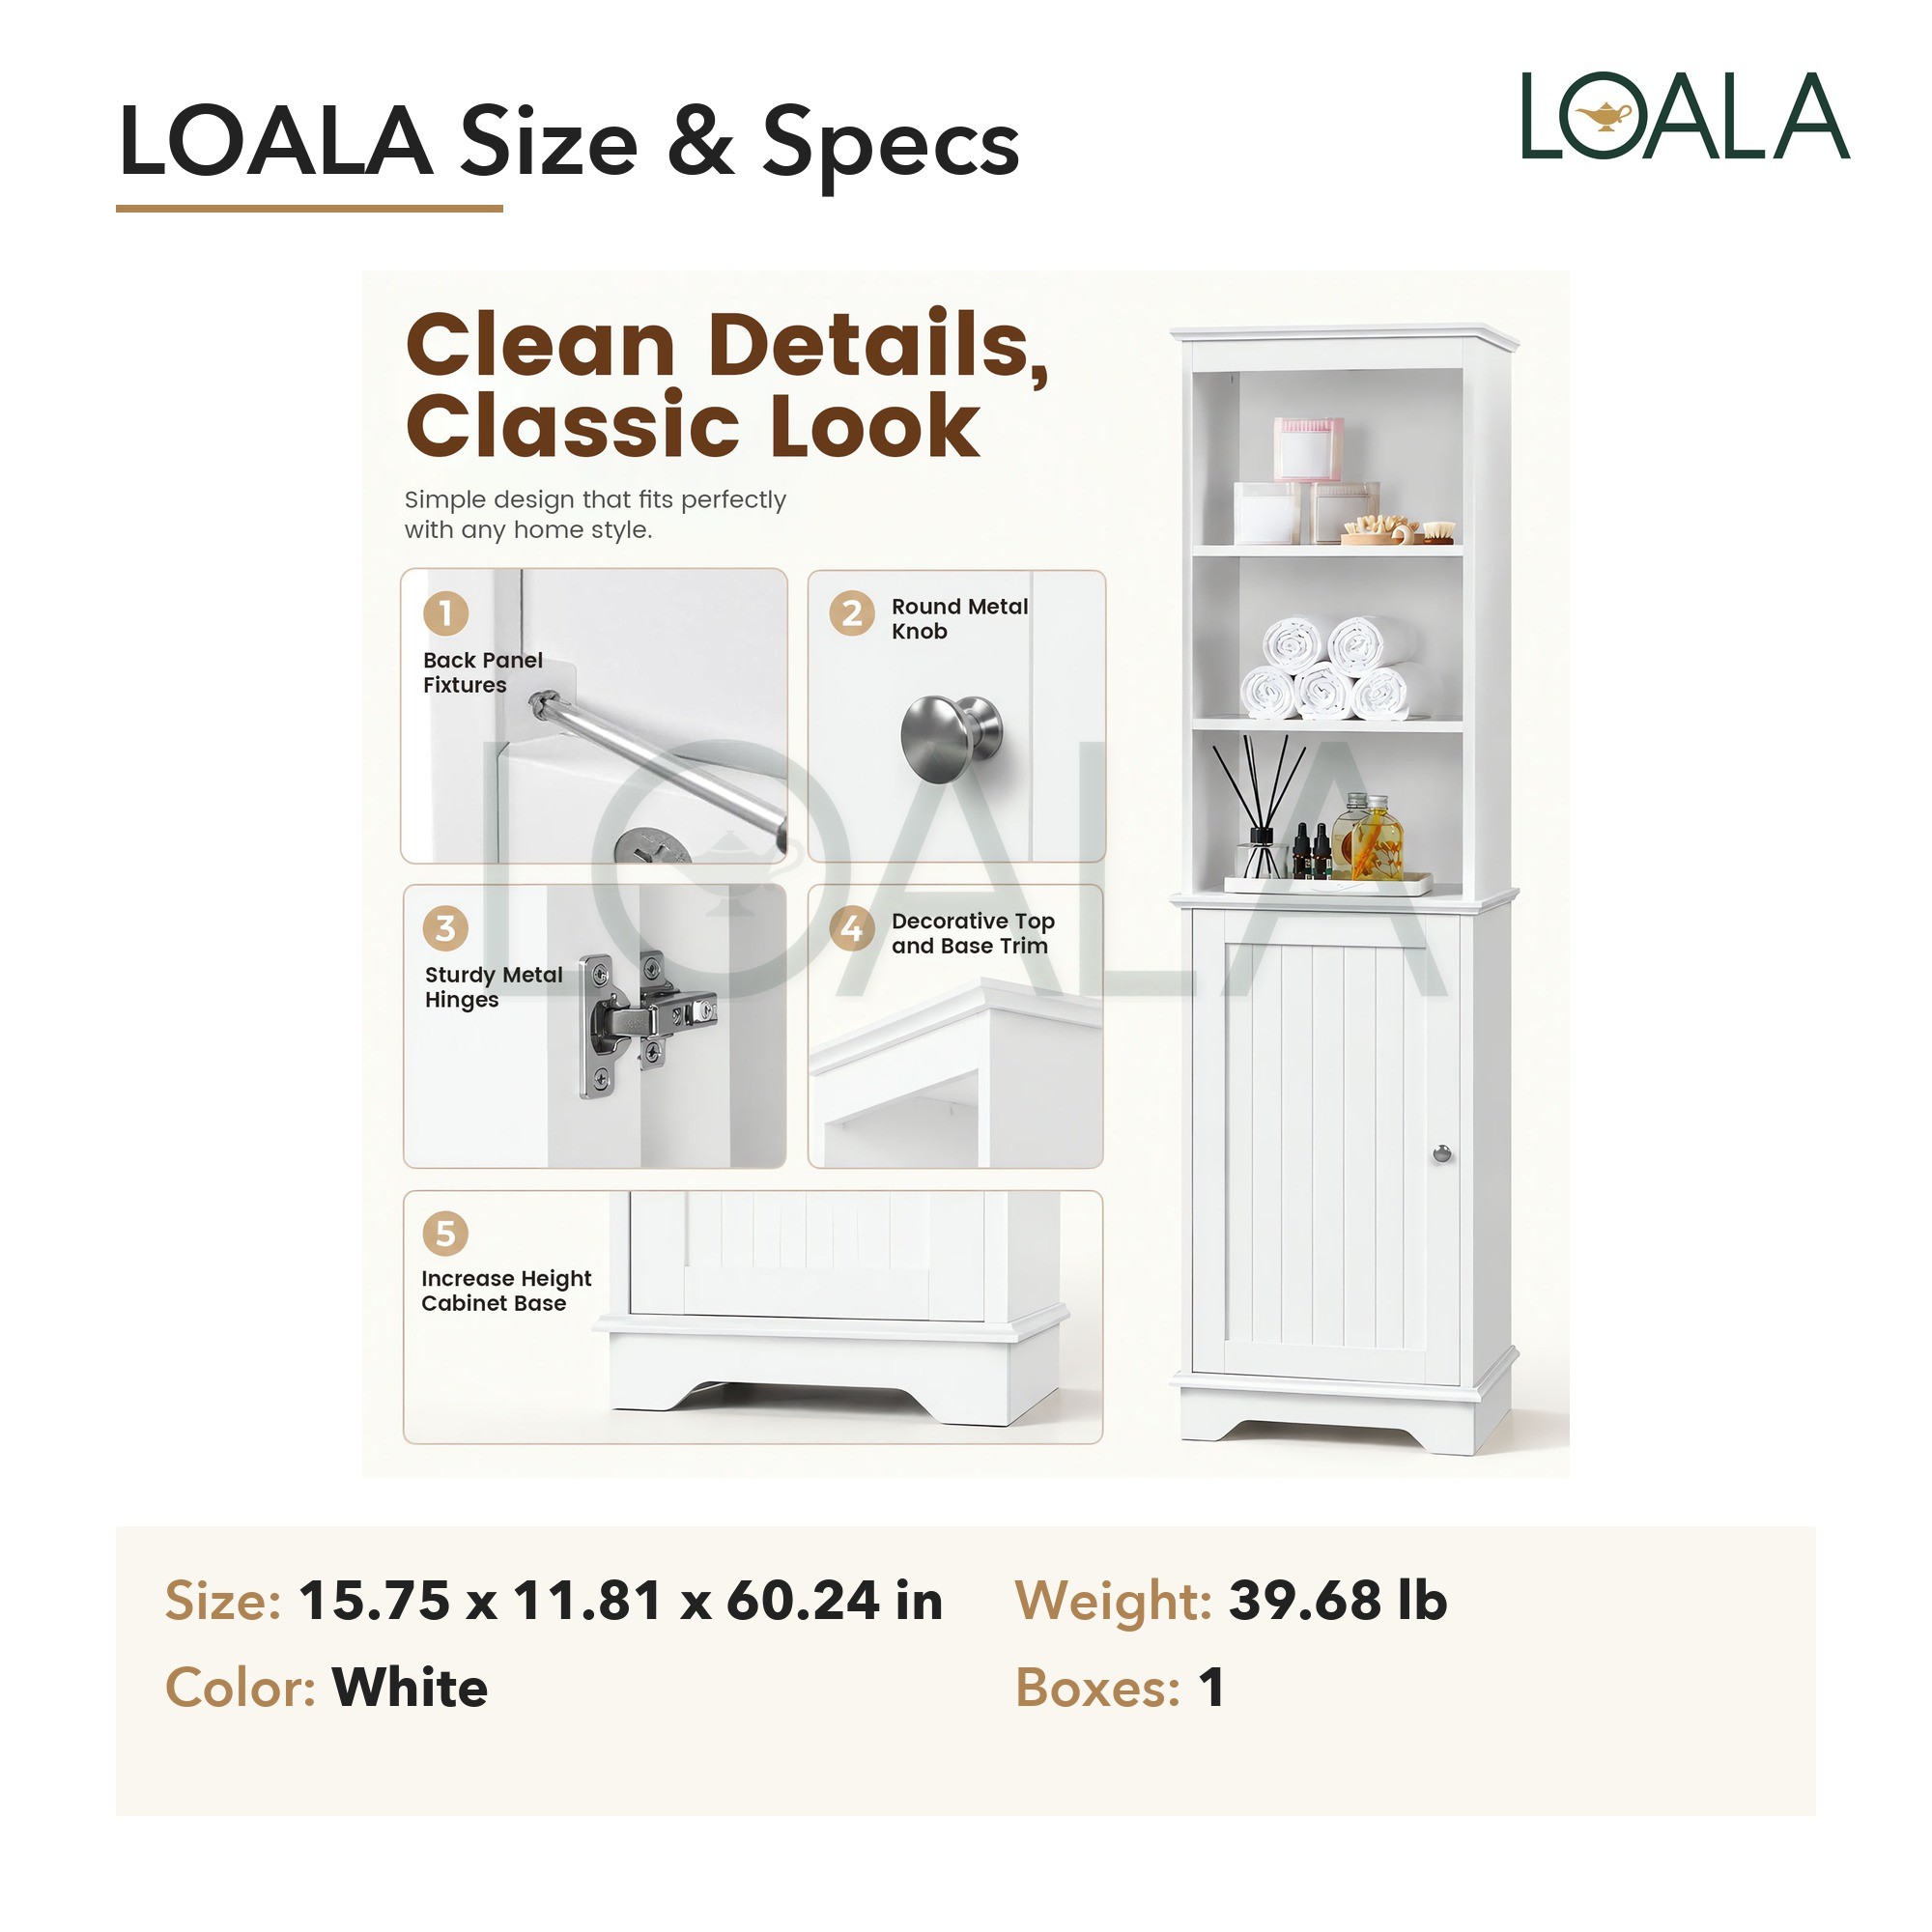 LOALA Size & Specs
LOALA
Clean Details,
Classic Look
Simple design that fits perfectly
with any home style.
1
Back Panel
Fixtures
2
Round Metal
Knob
3
Sturdy Metal
Hinges
4
Decorative Top
and Base Trim
5
Increase Height
Cabinet Base
LOALA
Size: 15.75 x 11.81 x 60.24 in
Weight: 39.68 lb
Color: White
Boxes: 1